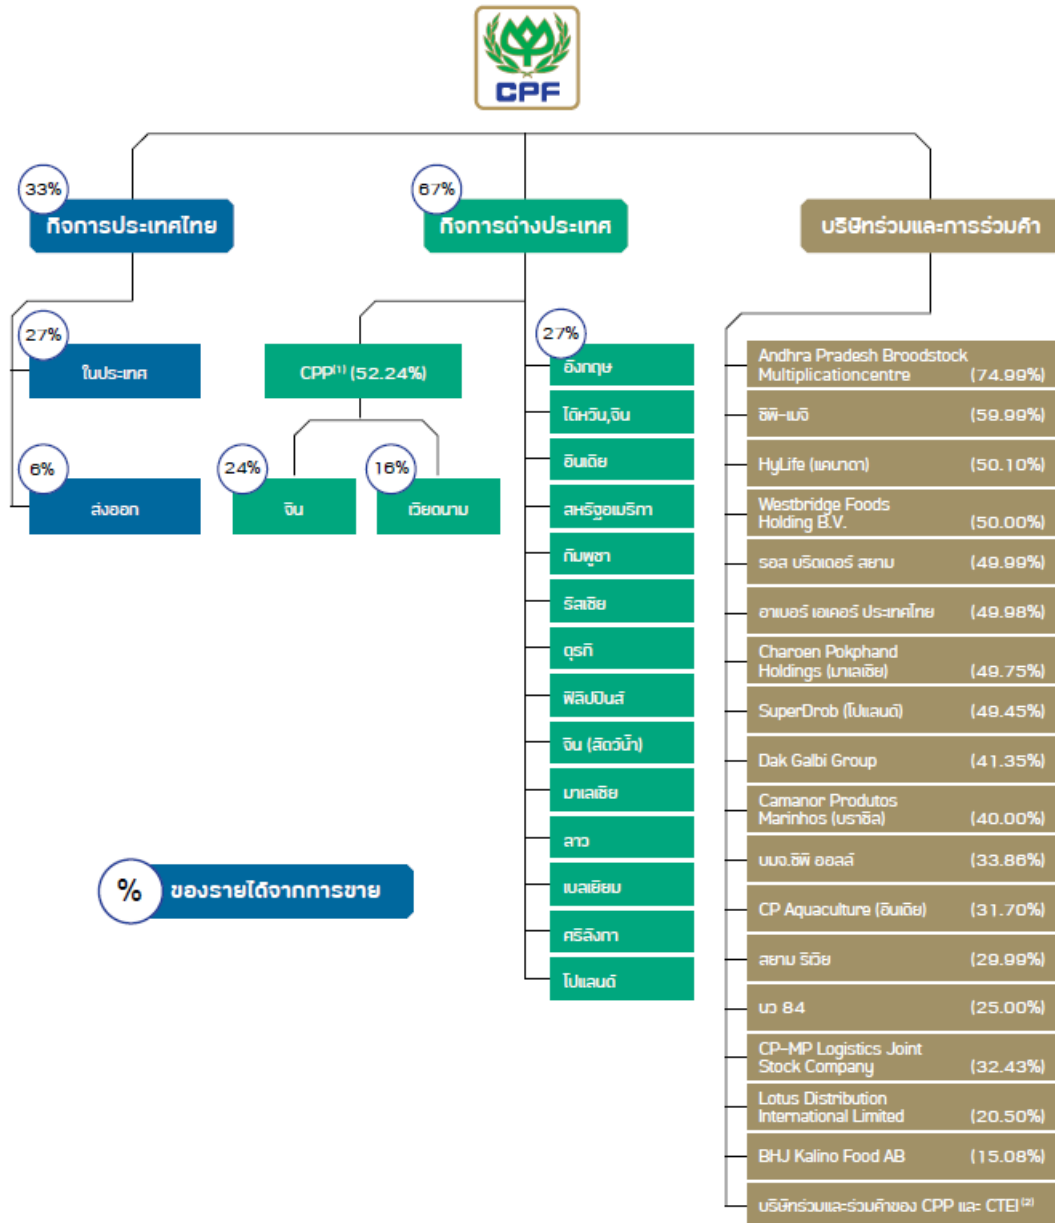 CPF
33%
กิจการประเทศไทย
27%
ในประเทศ
6%
ส่งออก
67%
กิจการต่างประเทศ
CPP⁽¹⁾ (52.24%)
24%
จีน
16%
เวียดนาม
27%
อังกฤษ
ไต้หวัน,จีน
อินเดีย
สหรัฐอเมริกา
กัมพูชา
รัสเซีย
ตุรกี
ฟิลิปปินส์
จีน (สัตว์น้ำ)
มาเลเซีย
ลาว
เบลเยียม
ศรีลังกา
โปแลนด์
บริษัทร่วมและการร่วมค้า
Andhra Pradesh Broodstock
Multiplicationcentre (74.99%)
ซีพี-เมจิ (59.99%)
HyLife (แคนาดา) (50.10%)
Westbridge Foods
Holding B.V. (50.00%)
รอส บรีดเดอร์ สยาม (49.99%)
อาเบอร์ เอเคอร์ ประเทศไทย (49.98%)
Charoen Pokphand
Holdings (มาเลเซีย) (49.75%)
SuperDrob (โปแลนด์) (49.45%)
Dak Galbi Group (41.35%)
Camanor Produtos
Marinhos (บราซิล) (40.00%)
บมจ.ซีพี ออลล์ (33.86%)
CP Aquaculture (อินเดีย) (31.70%)
สยาม ริเวีย (29.99%)
บว 84 (25.00%)
CP–MP Logistics Joint
Stock Company (32.43%)
Lotus Distribution
International Limited (20.50%)
BHJ Kalino Food AB (15.08%)
บริษัทร่วมและร่วมค้าของ CPP และ CTEI⁽²⁾
% ของรายได้จากการขาย